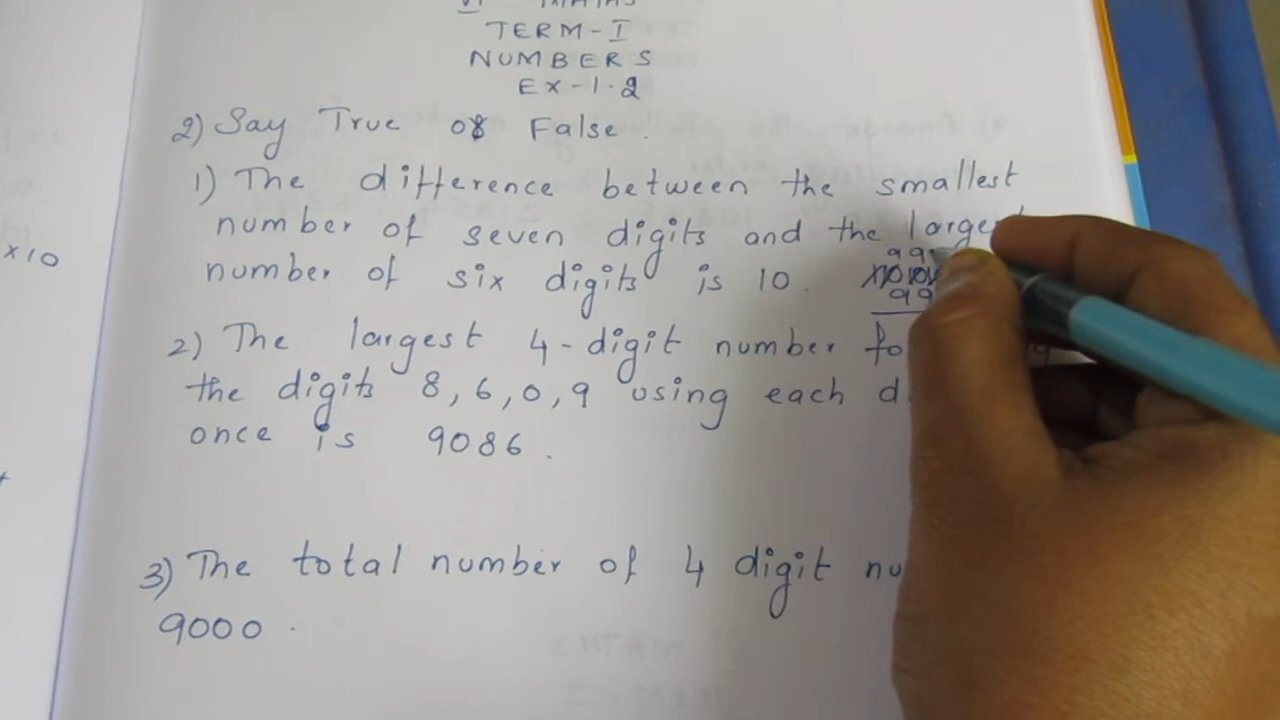 TERM-I
NUMBERS
EX-1.2
2) Say True or False.
1) The difference between the smallest
number of seven digits and the
number of six digits is 10.
2) The largest 4-digit number
the digits 8, 6, 0, 9 using each
once is 9086.
3) The total number of 4 digit
9000.
×10